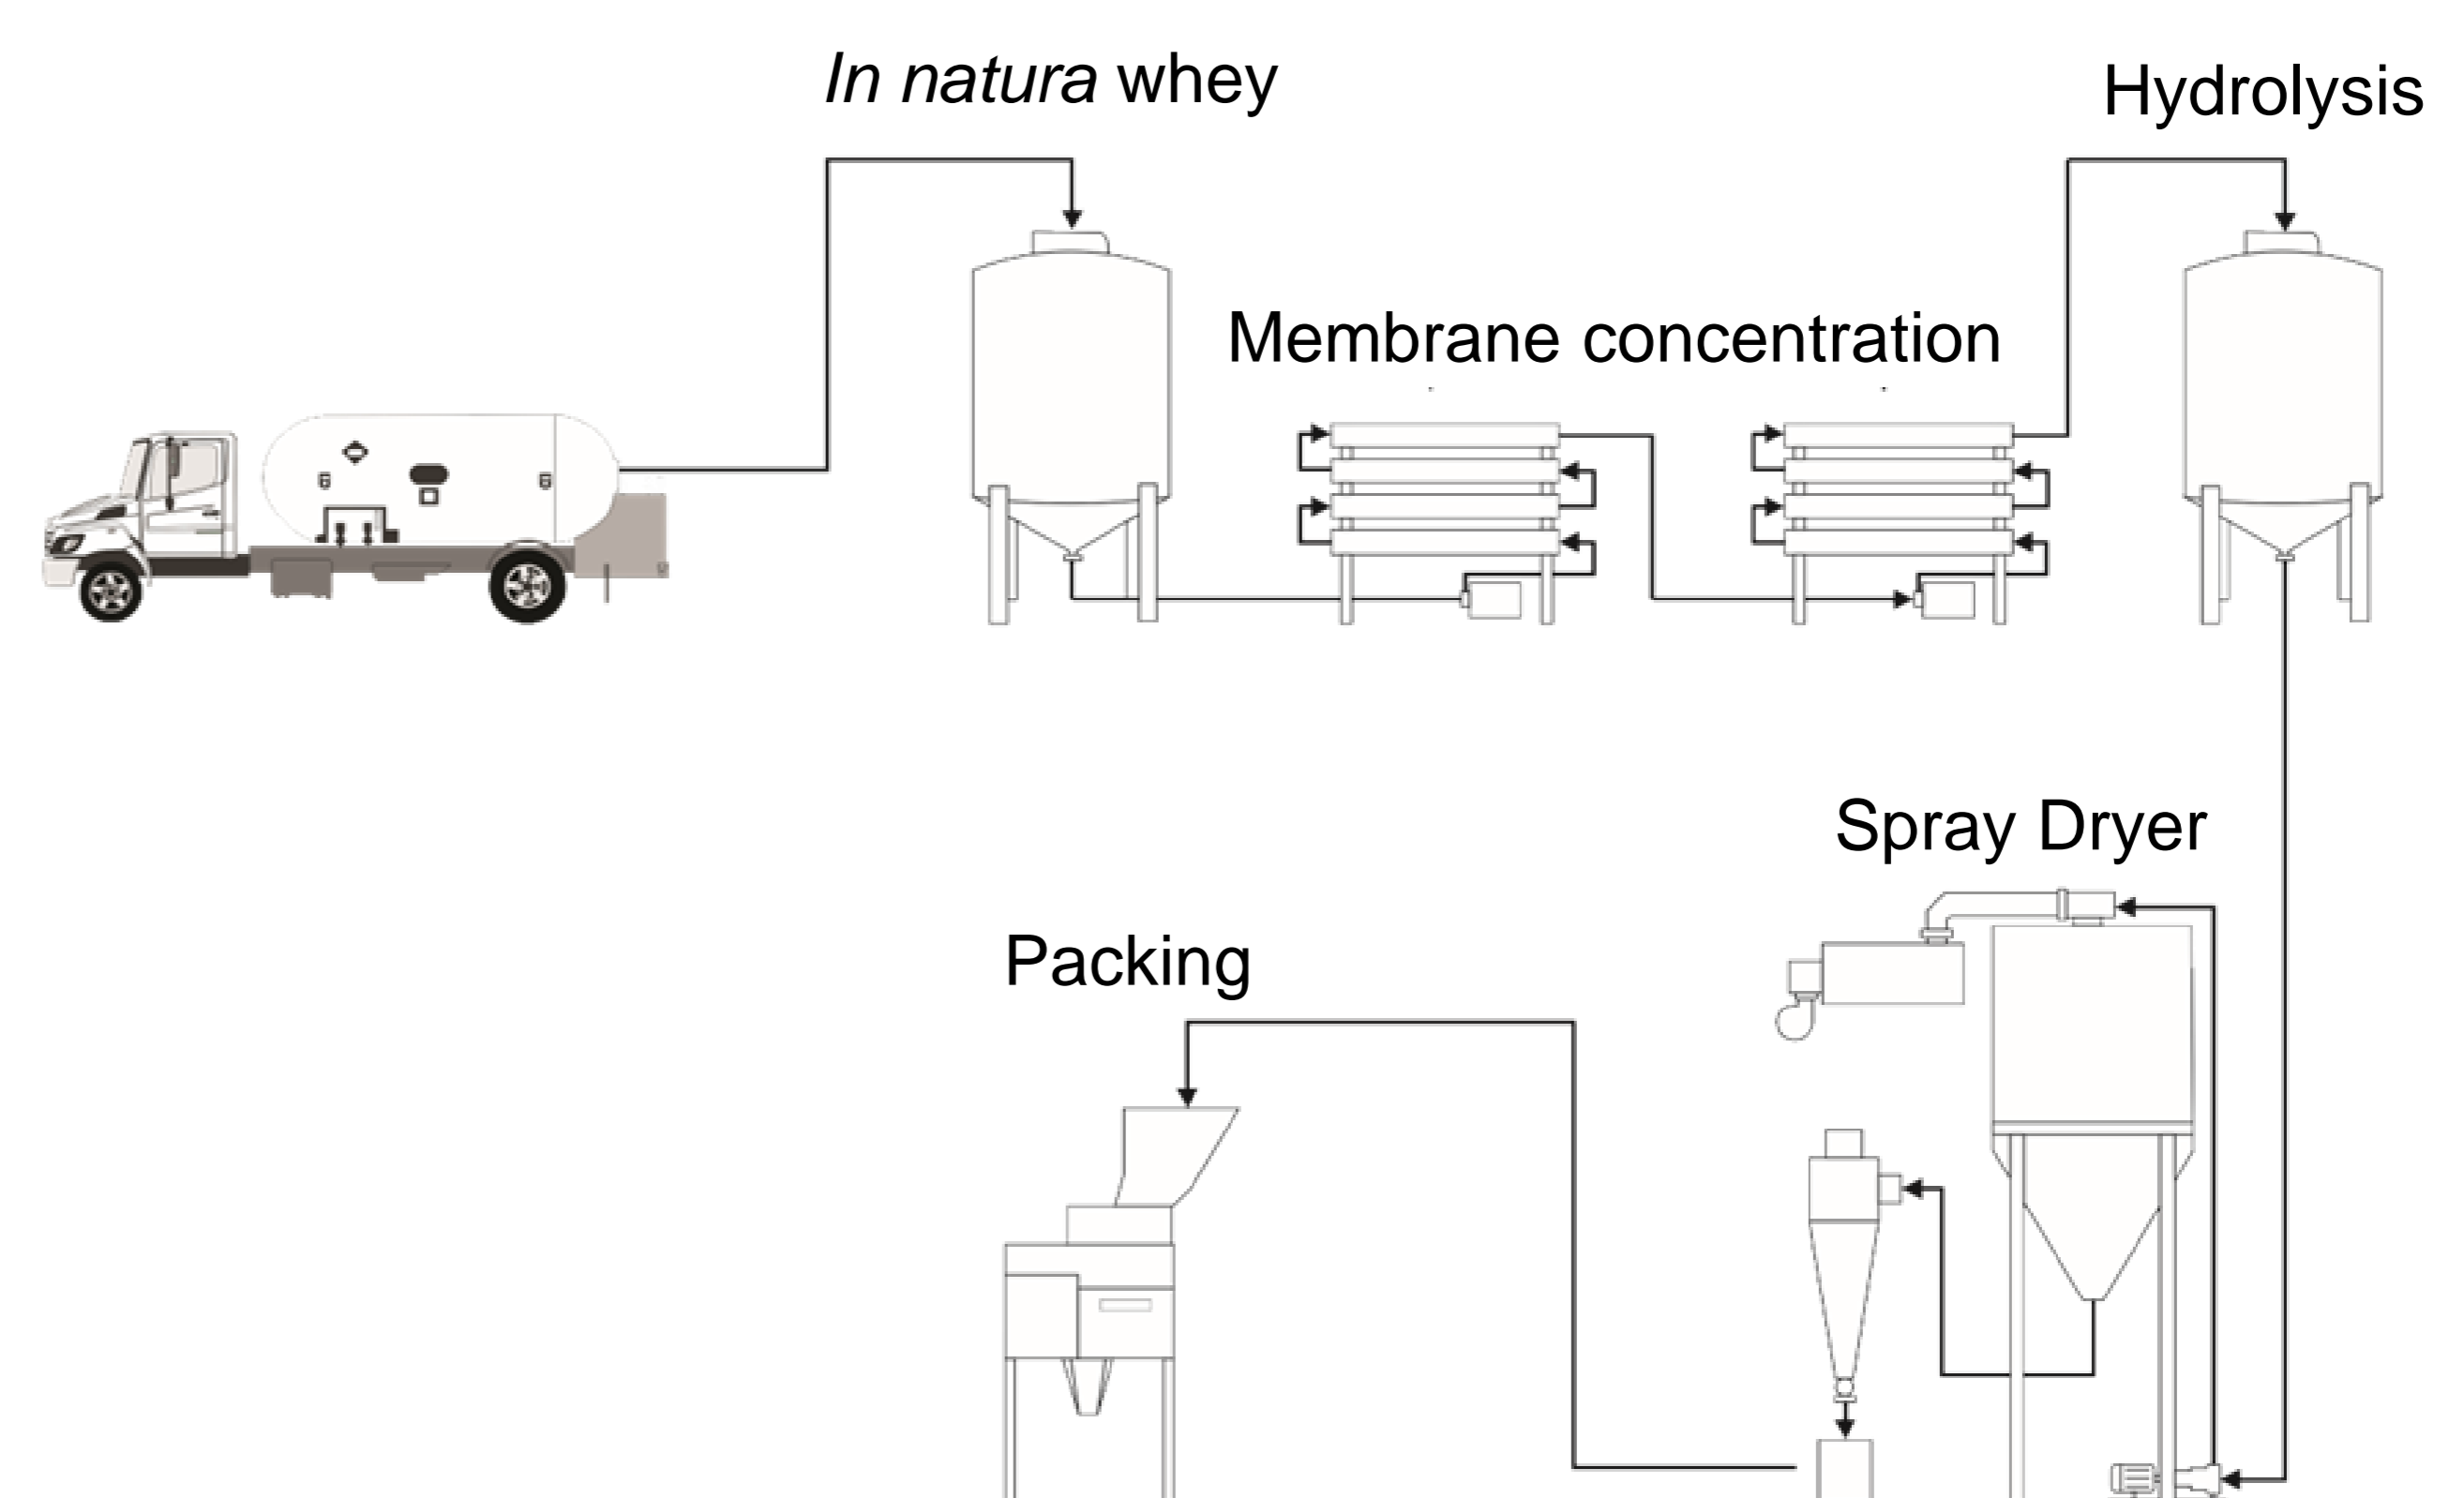 In natura whey
Hydrolysis
Membrane concentration
Spray Dryer
Packing